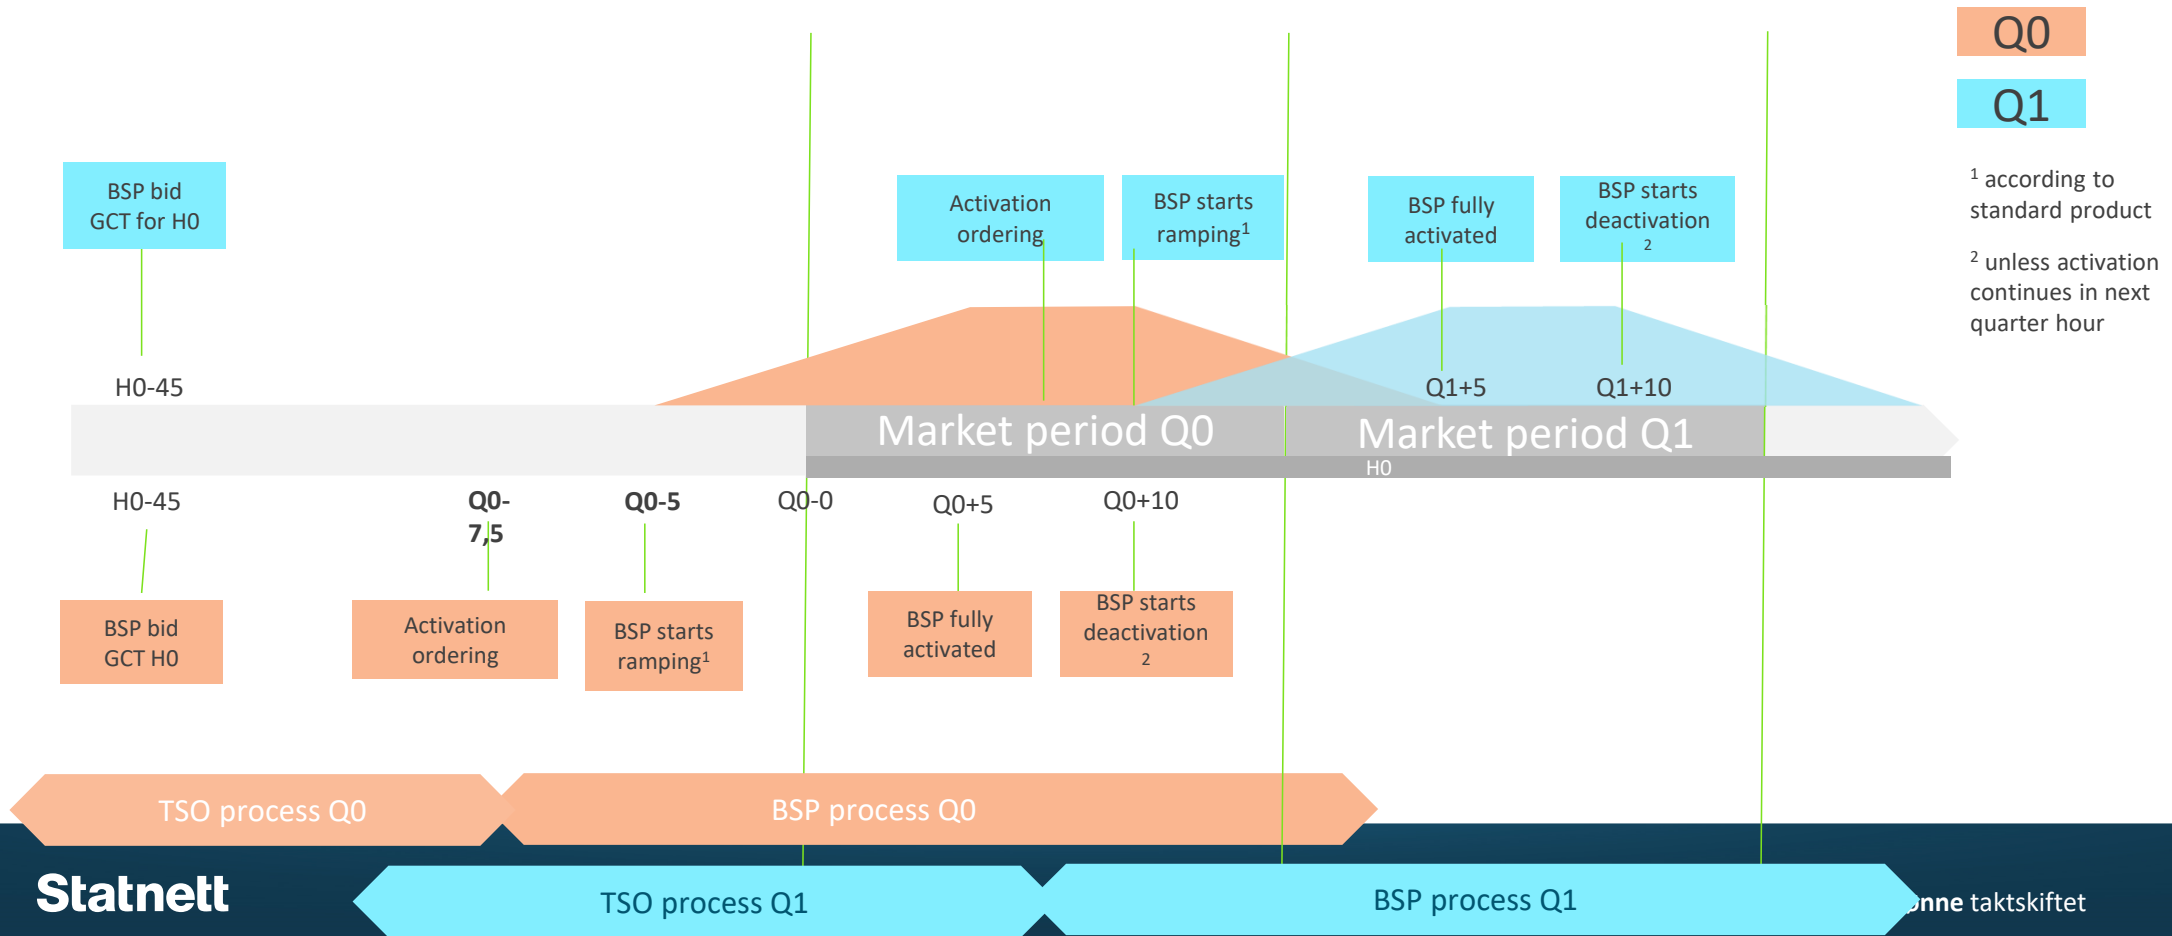 Q0
Q1
¹ according to
standard product
² unless activation
continues in next
quarter hour
BSP bid
GCT for H0
Activation
ordering
BSP starts
ramping¹
BSP fully
activated
BSP starts
deactivation
2
H0-45
Q1+5
Q1+10
Market period Q0
Market period Q1
H0
H0-45
Q0-
7,5
Q0-5
Q0-0
Q0+5
Q0+10
BSP bid
GCT H0
Activation
ordering
BSP starts
ramping¹
BSP fully
activated
BSP starts
deactivation
2
TSO process Q0
BSP process Q0
Statnett
TSO process Q1
BSP process Q1
taktskiftet